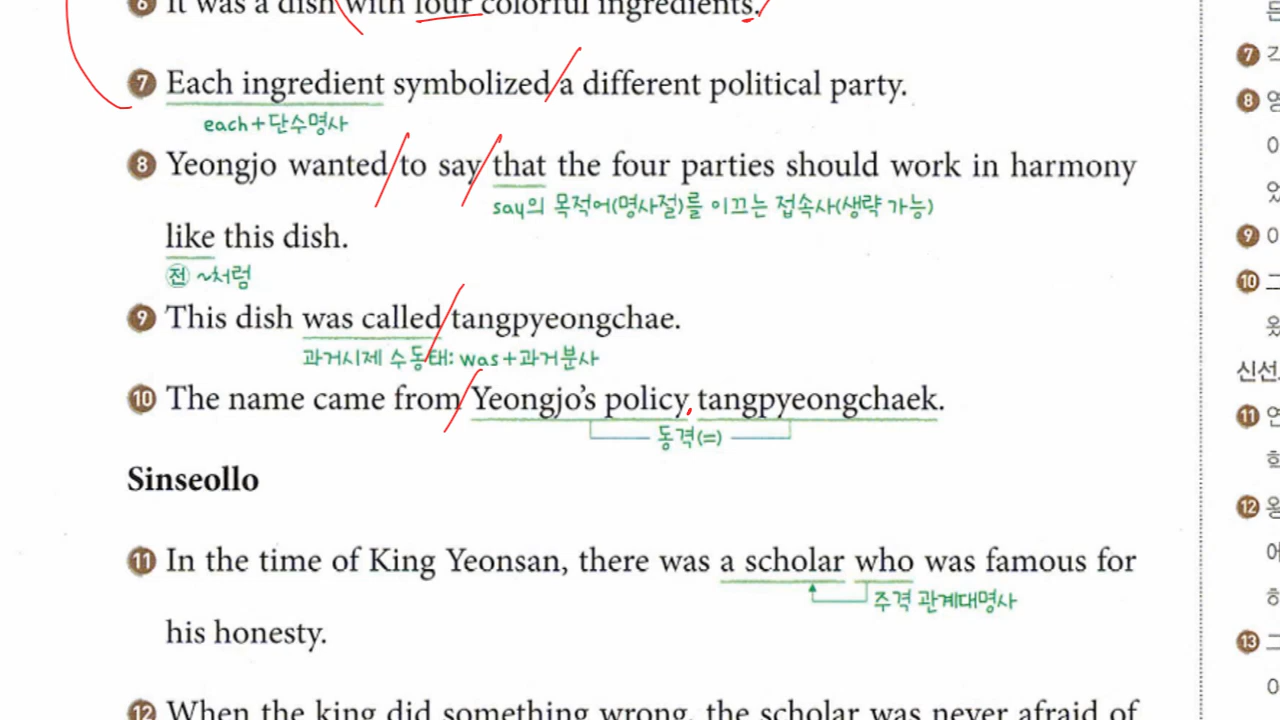 6 It was a dish with four colorful ingredients.
7 Each ingredient symbolized a different political party.
each+단수명사
8 Yeongjo wanted to say that the four parties should work in harmony
say의 목적어(명사절)를 이끄는 접속사(생략 가능)
like this dish.
전 ~처럼
9 This dish was called tangpyeongchae.
과거시제 수동태: was+과거분사
10 The name came from Yeongjo's policy, tangpyeongchaek.
동격(=)
Sinseollo
11 In the time of King Yeonsan, there was a scholar who was famous for
주격 관계대명사
his honesty.
12 When the king did something wrong, the scholar was never afraid of
7
8
9
10
신선
11
12
13